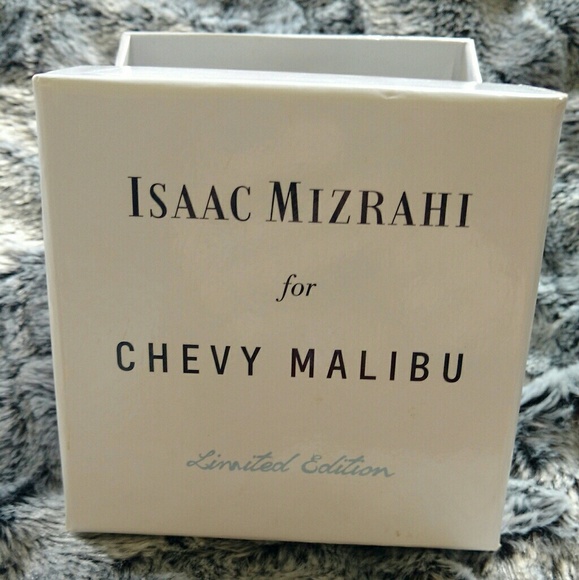 ISAAC MIZRAHI
for
CHEVY MALIBU
Limited Edition